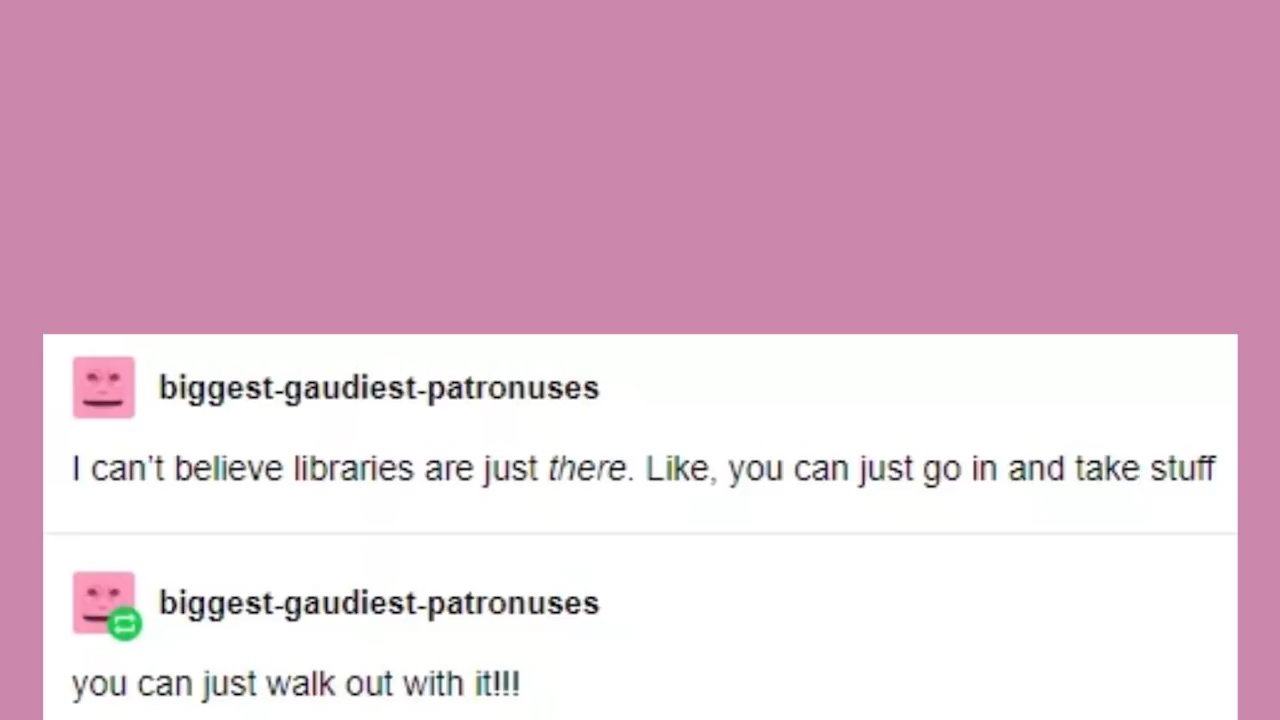 biggest-gaudiest-patronuses
I can't believe libraries are just there. Like, you can just go in and take stuff
biggest-gaudiest-patronuses
you can just walk out with it!!!